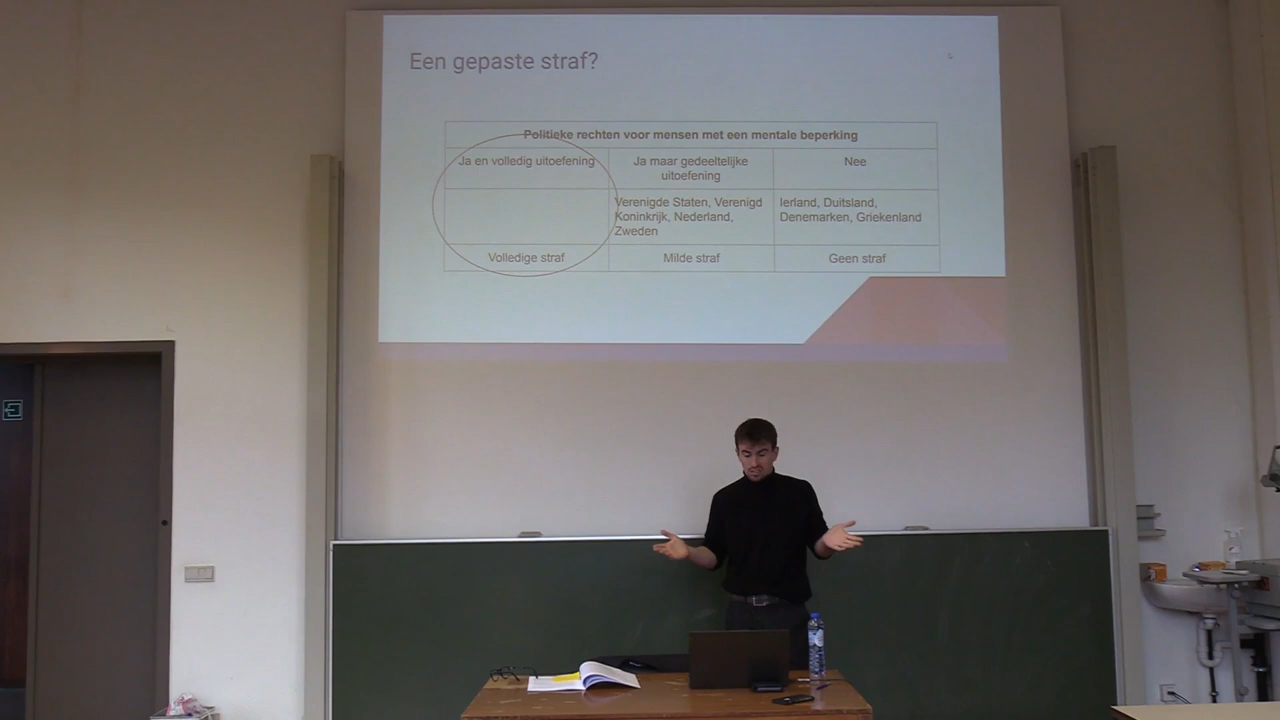 Een gepaste straf?
Politieke rechten voor mensen met een mentale beperking
Ja en volledig uitoefening
Ja maar gedeeltelijke
uitoefening
Nee
Verenigde Staten, Verenigd
Koninkrijk, Nederland,
Zweden
Ierland, Duitsland,
Denemarken, Griekenland
Volledige straf
Milde straf
Geen straf